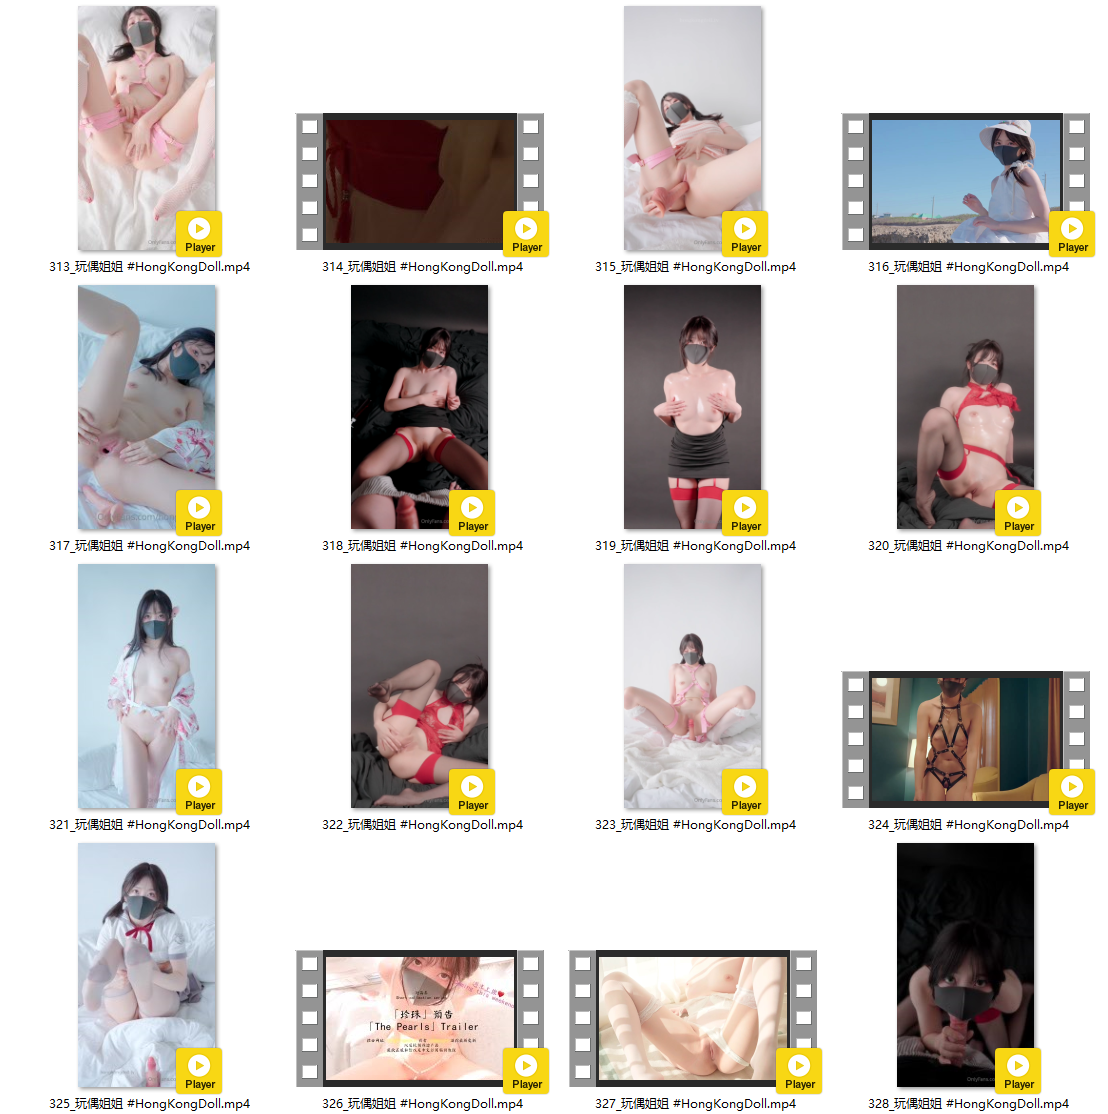 Player
Player
Player
Player
313_玩偶姐姐 #HongKongDoll.mp4
314_玩偶姐姐 #HongKongDoll.mp4
315_玩偶姐姐 #HongKongDoll.mp4
316_玩偶姐姐 #HongKongDoll.mp4
Player
Player
Player
Player
317_玩偶姐姐 #HongKongDoll.mp4
318_玩偶姐姐 #HongKongDoll.mp4
319_玩偶姐姐 #HongKongDoll.mp4
320_玩偶姐姐 #HongKongDoll.mp4
Player
Player
Player
Player
321_玩偶姐姐 #HongKongDoll.mp4
322_玩偶姐姐 #HongKongDoll.mp4
323_玩偶姐姐 #HongKongDoll.mp4
324_玩偶姐姐 #HongKongDoll.mp4
「珍珠」預告
「The Pearls」Trailer
Player
Player
Player
Player
325_玩偶姐姐 #HongKongDoll.mp4
326_玩偶姐姐 #HongKongDoll.mp4
327_玩偶姐姐 #HongKongDoll.mp4
328_玩偶姐姐 #HongKongDoll.mp4